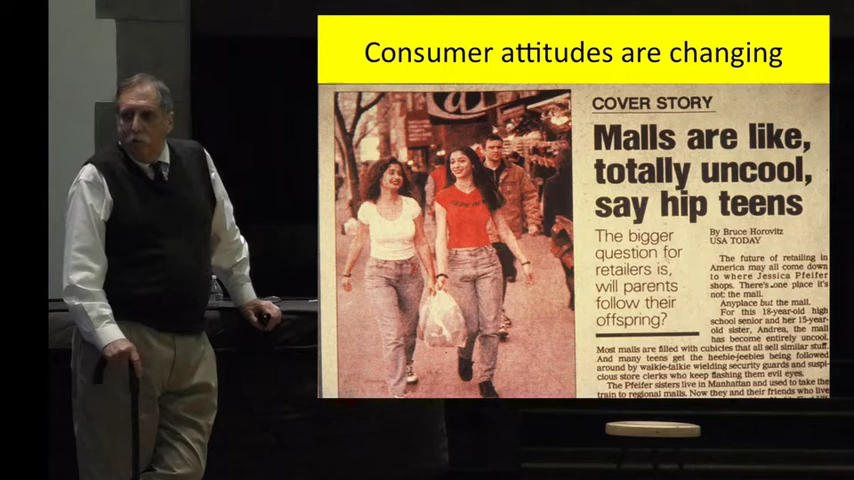 Consumer attitudes are changing
COVER STORY
Malls are like,
totally uncool,
say hip teens
The bigger
question for
retailers is,
will parents
follow their
offspring?
By Bruce Horovitz
USA TODAY
The future of retailing in
America may all come down
to where Jessica Pfeifer
shops. There's one place it's
not: the mall.
Anyplace but the mall.
For this 18-year-old high
school senior and her 15-year-
old sister, Andrea, the mall
has become entirely uncool.
Most malls are filled with cubicles that all sell similar stuff.
And many teens get the heebie-jeebies being followed
around by walkie-talkie wielding security guards and suspi-
cious store clerks who keep flashing them evil eyes.
The Pfeifer sisters live in Manhattan and used to take the
train to regional malls. Now they and their friends who live